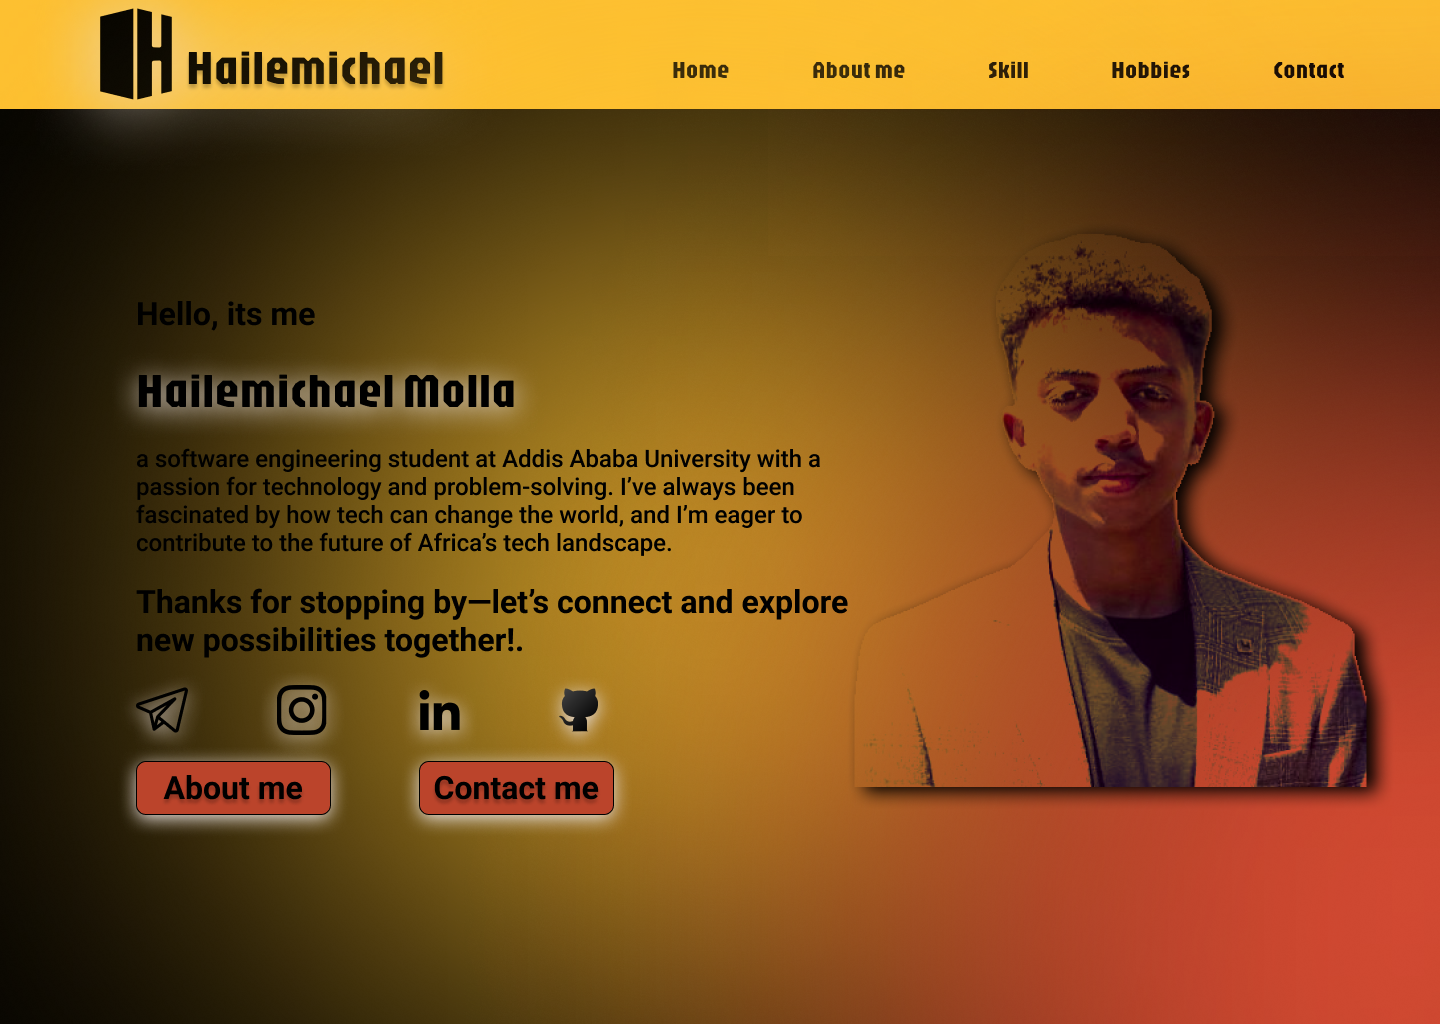 Hailemichael
Home About me Skill Hobbies Contact
Hello, its me
Hailemichael Molla
a software engineering student at Addis Ababa University with a
passion for technology and problem-solving. I’ve always been
fascinated by how tech can change the world, and I’m eager to
contribute to the future of Africa’s tech landscape.
Thanks for stopping by—let’s connect and explore
new possibilities together!.
in
About me Contact me